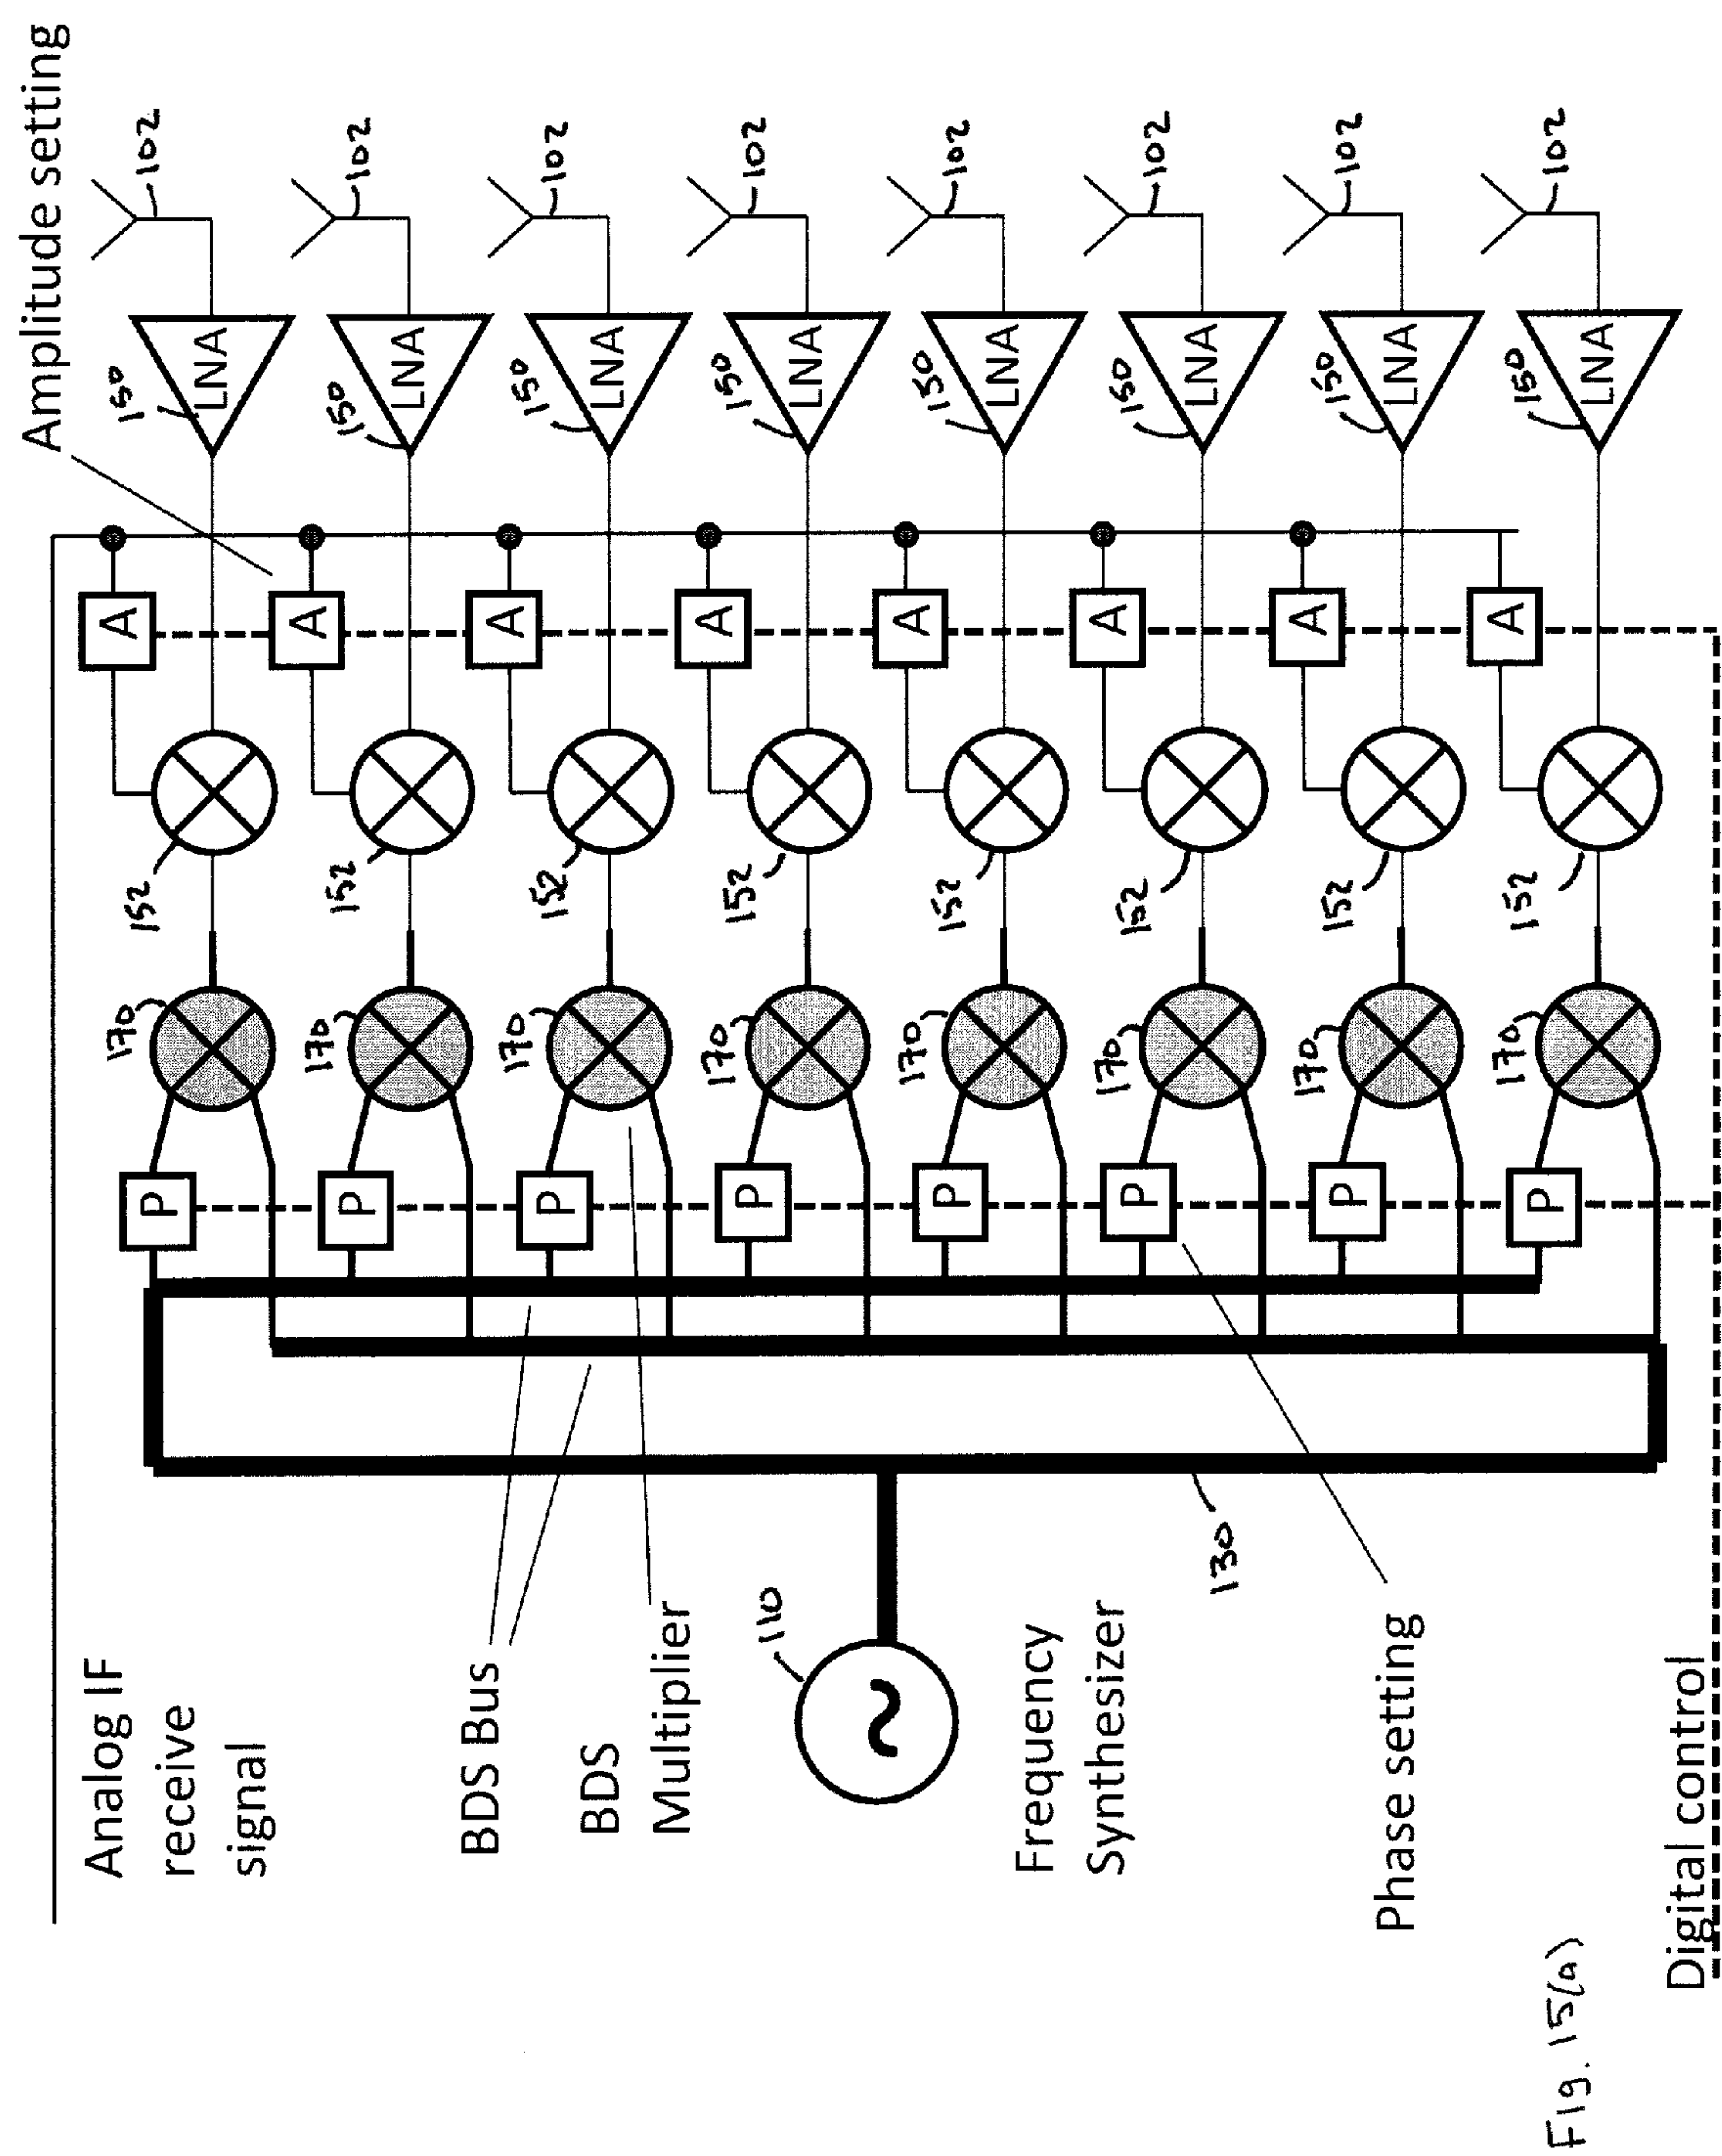 Amplitude setting
102
102
102
102
102
102
102
102
LNA
LNA
LNA
LNA
LNA
LNA
LNA
LNA
150
150
150
150
150
150
150
150
A
A
A
A
A
A
A
A
152
152
152
152
152
152
152
152
170
170
170
170
170
170
170
170
P
P
P
P
P
P
P
P
Analog IF
receive
signal
BDS Bus
BDS
Multiplier
110
Frequency
Synthesizer
130
Phase setting
Digital control
Fig. 15(a)